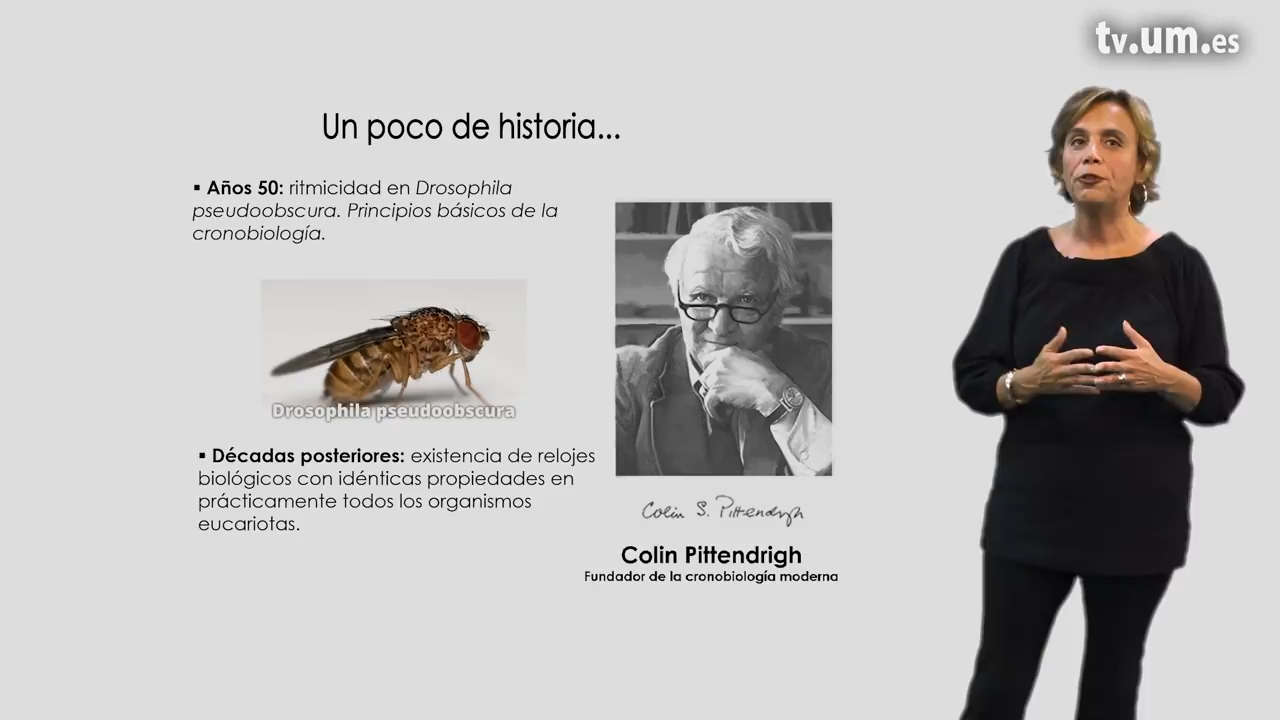 tv.um.es
Un poco de historia...
▪ Años 50: ritmicidad en Drosophila
pseudoobscura. Principios básicos de la
cronobiología.
Drosophila pseudoobscura
▪ Décadas posteriores: existencia de relojes
biológicos con idénticas propiedades en
prácticamente todos los organismos
eucariotas.
Colin S. Pittendrigh
Colin Pittendrigh
Fundador de la cronobiología moderna